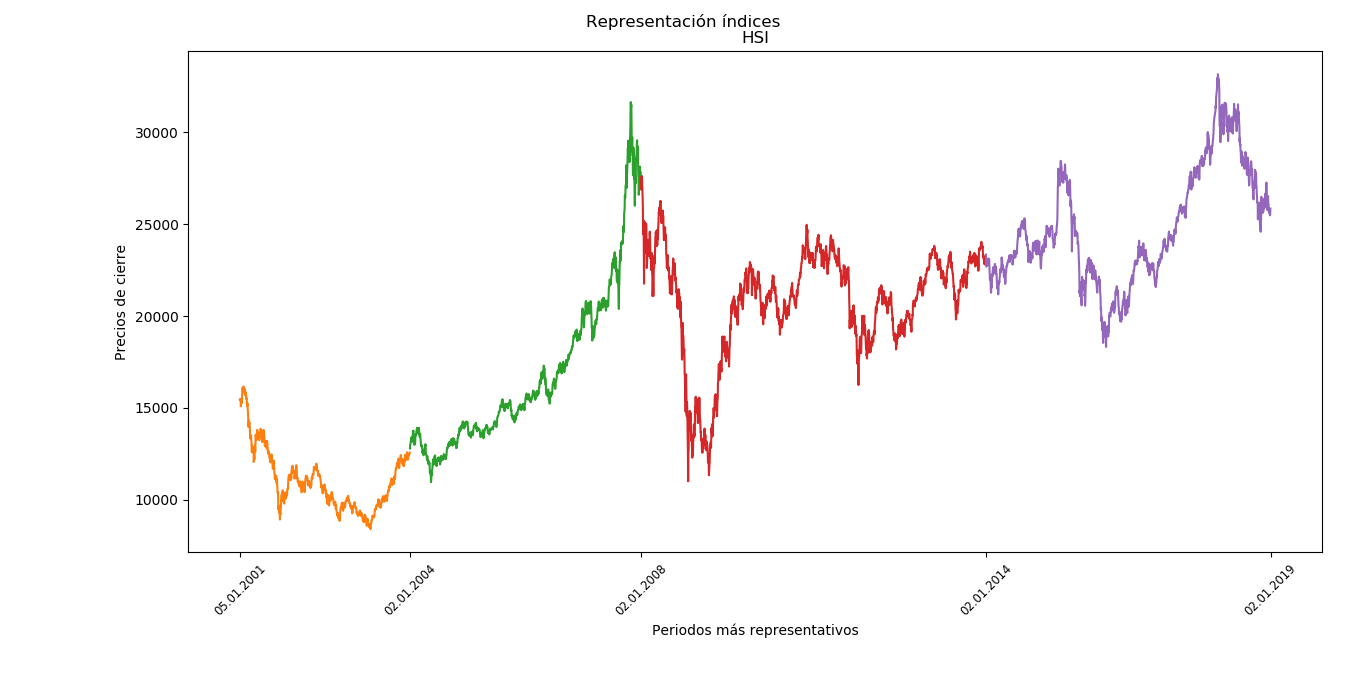 Representación índices
HSI
30000
25000
20000
15000
10000
Precios de cierre
05.01.2001
02.01.2004
02.01.2008
02.01.2014
02.01.2019
Periodos más representativos